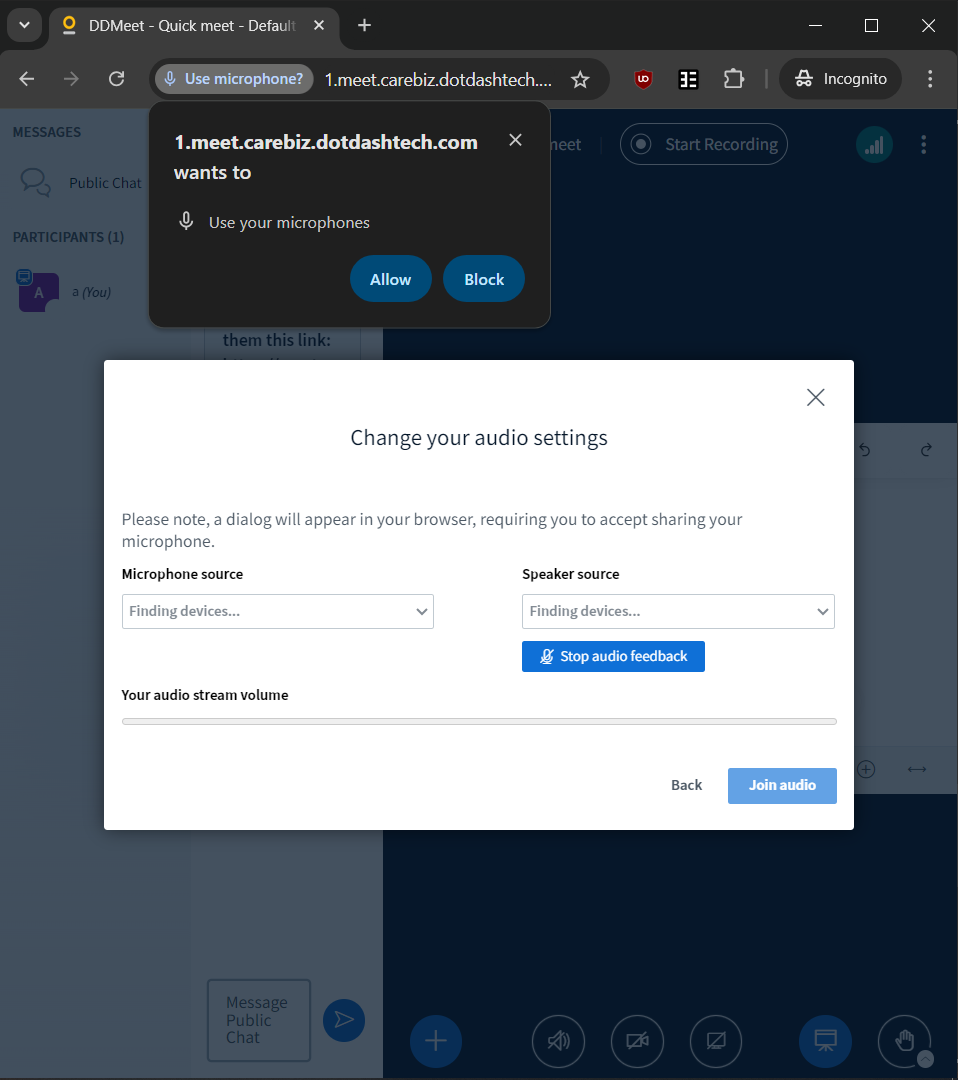 DDMeet - Quick meet - Default
Use microphone?
1.meet.carebiz.dotdashtech....
Incognito
MESSAGES
Public Chat
PARTICIPANTS (1)
A
a (You)
1.meet.carebiz.dotdashtech.com
wants to
Use your microphones
Allow
Block
Start Recording
them this link:
Change your audio settings
Please note, a dialog will appear in your browser, requiring you to accept sharing your
microphone.
Microphone source
Speaker source
Finding devices...
Finding devices...
Stop audio feedback
Your audio stream volume
Back
Join audio
Message
Public
Chat